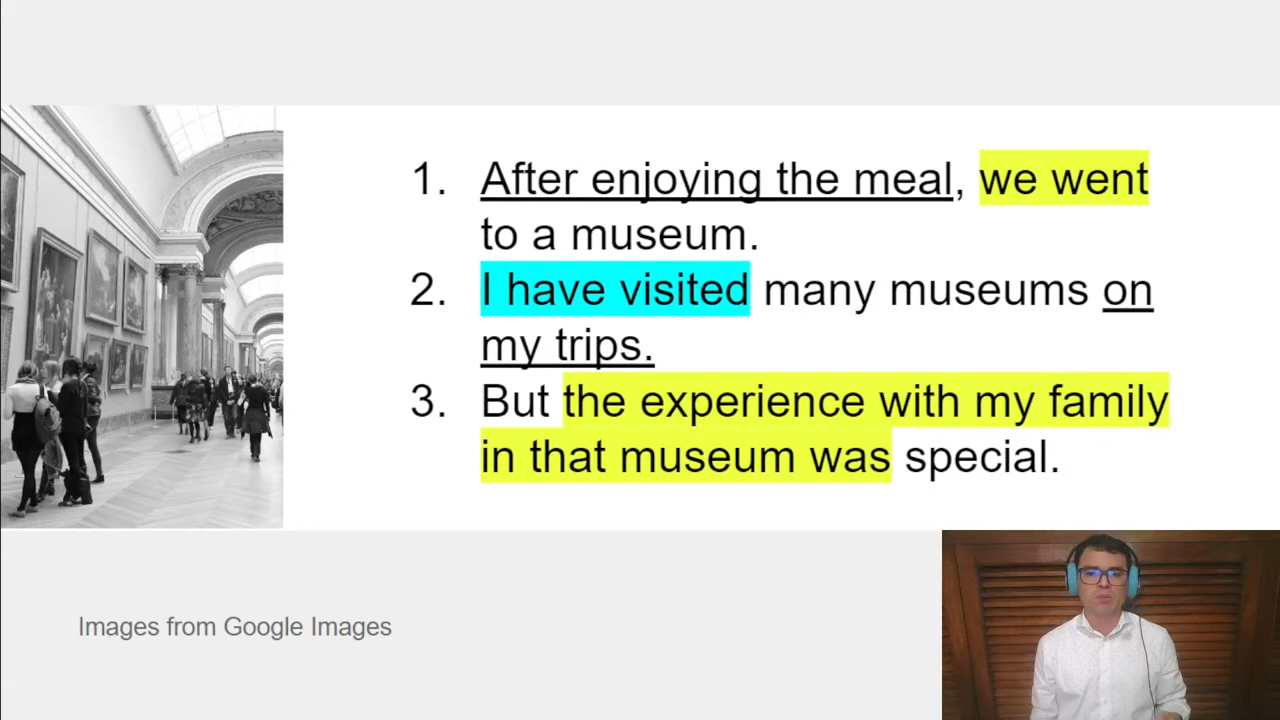 1. After enjoying the meal, we went
to a museum.
2. I have visited many museums on
my trips.
3. But the experience with my family
in that museum was special.
Images from Google Images